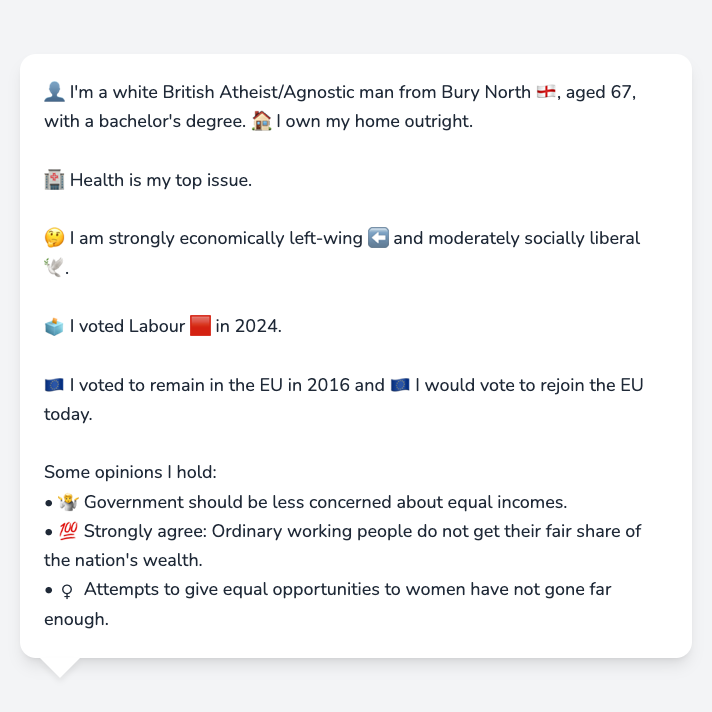 👤 I'm a white British Atheist/Agnostic man from Bury North 🏴󠁧󠁢󠁥󠁮󠁧󠁿, aged 67,
with a bachelor's degree. 🏠 I own my home outright.
🏥 Health is my top issue.
🤔 I am strongly economically left-wing ⬅️ and moderately socially liberal
🕊️.
🗳️ I voted Labour 🟥 in 2024.
🇪🇺 I voted to remain in the EU in 2016 and 🇪🇺 I would vote to rejoin the EU
today.
Some opinions I hold:
• 🤷 Government should be less concerned about equal incomes.
• 💯 Strongly agree: Ordinary working people do not get their fair share of
the nation's wealth.
• ♀ Attempts to give equal opportunities to women have not gone far
enough.